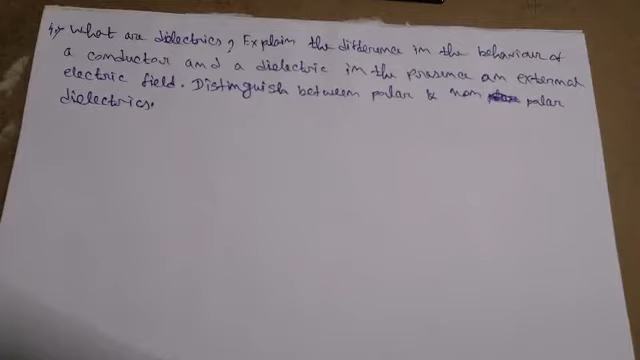 4, What are dielectrics, Explain the difference in the behaviour of
a conductor and a dielectric in the presence an external
electric field. Distinguish between polar & non polar
dielectrics.